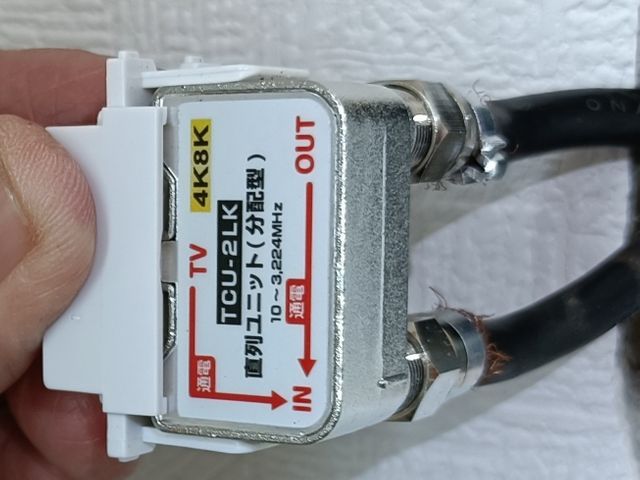 4K8K
TV
TCU-2LK
直列ユニット(分配型)
10～3,224MHz
通電
通電
IN
OUT